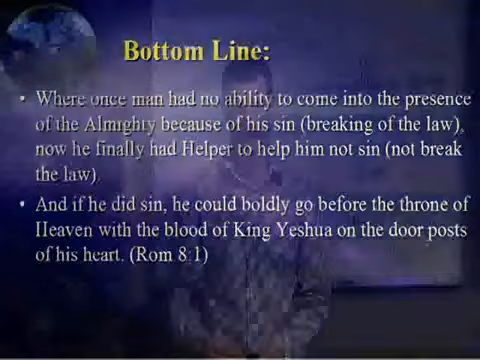 Bottom Line:
• Where once man had no ability to come into the presence
of the Almighty because of his sin (breaking of the law),
now he finally had Helper to help him not sin (not break
the law).
• And if he did sin, he could boldly go before the throne of
Heaven with the blood of King Yeshua on the door posts
of his heart. (Rom 8:1)